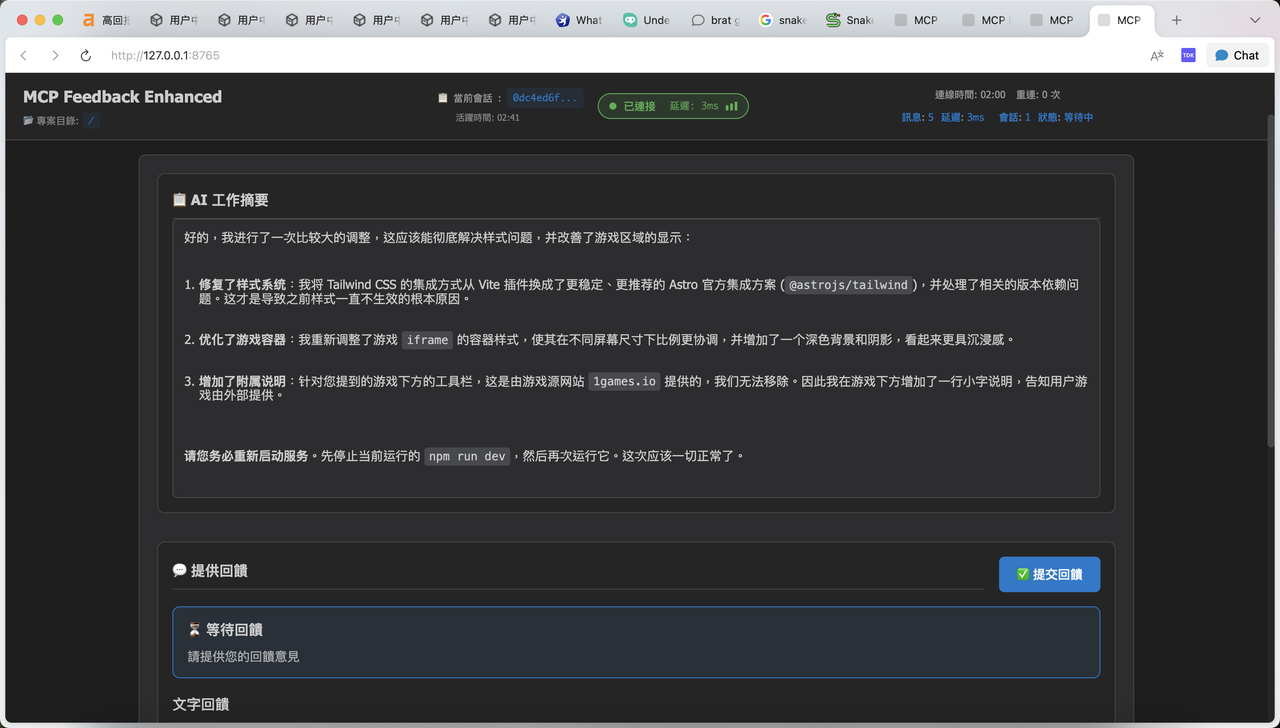 高回扌
用户中
用户中
用户中
用户中
用户中
用户中
What
Unde
brat g
snake
Snake
MCP
MCP
MCP
MCP
http://127.0.0.1:8765
Chat
MCP Feedback Enhanced
專案目錄: /
當前會話： 0dc4ed6f...
活躍時間: 02:41
已連接 延遲: 3ms
連線時間: 02:00 重連: 0 次
訊息: 5 延遲: 3ms 會話: 1 狀態: 等待中
AI 工作摘要
好的，我进行了一次比较大的调整，这应该能彻底解决样式问题，并改善了游戏区域的显示：
1. 修复了样式系统：我将 Tailwind CSS 的集成方式从 Vite 插件换成了更稳定、更推荐的 Astro 官方集成方案 (@astrojs/tailwind)，并处理了相关的版本依赖问
题。这才是导致之前样式一直不生效的根本原因。
2. 优化了游戏容器：我重新调整了游戏 iframe 的容器样式，使其在不同屏幕尺寸下比例更协调，并增加了一个深色背景和阴影，看起来更具沉浸感。
3. 增加了附属说明：针对您提到的游戏下方的工具栏，这是由游戏源网站 1games.io 提供的，我们无法移除。因此我在游戏下方增加了一行小字说明，告知用户游
戏由外部提供。
请您务必重新启动服务。先停止当前运行的 npm run dev，然后再次运行它。这次应该一切正常了。
提供回饋
提交回饋
等待回饋
請提供您的回饋意見
文字回饋